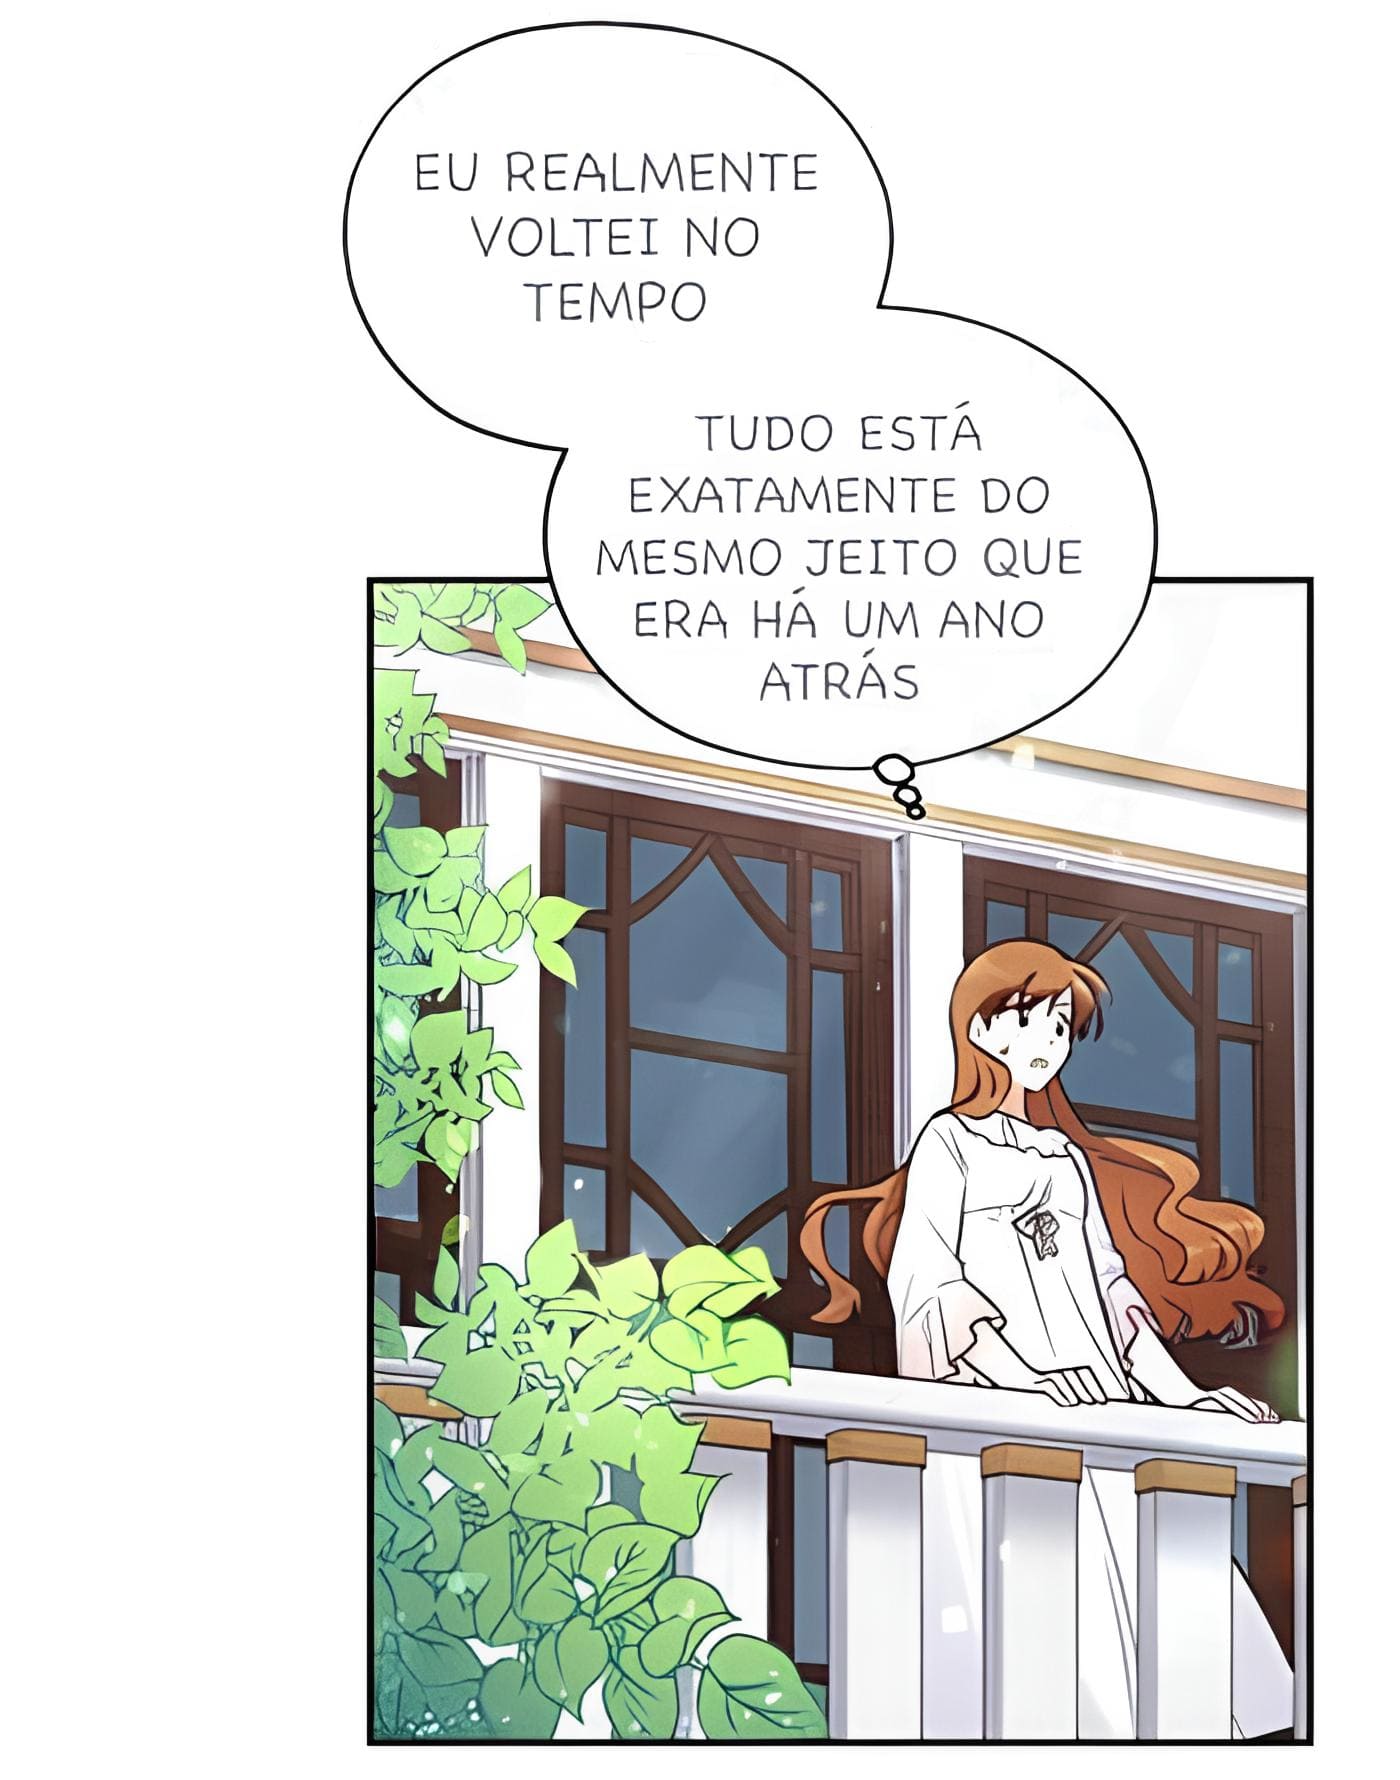 EU REALMENTE
VOLTEI NO
TEMPO
TUDO ESTÁ
EXATAMENTE DO
MESMO JEITO QUE
ERA HÁ UM ANO
ATRÁS